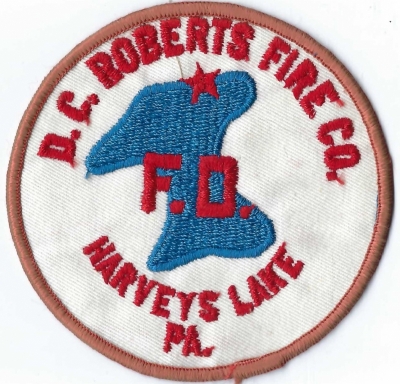 D.C. ROBERTS FIRE CO.
F.D.
HARVEYS LAKE
PA.